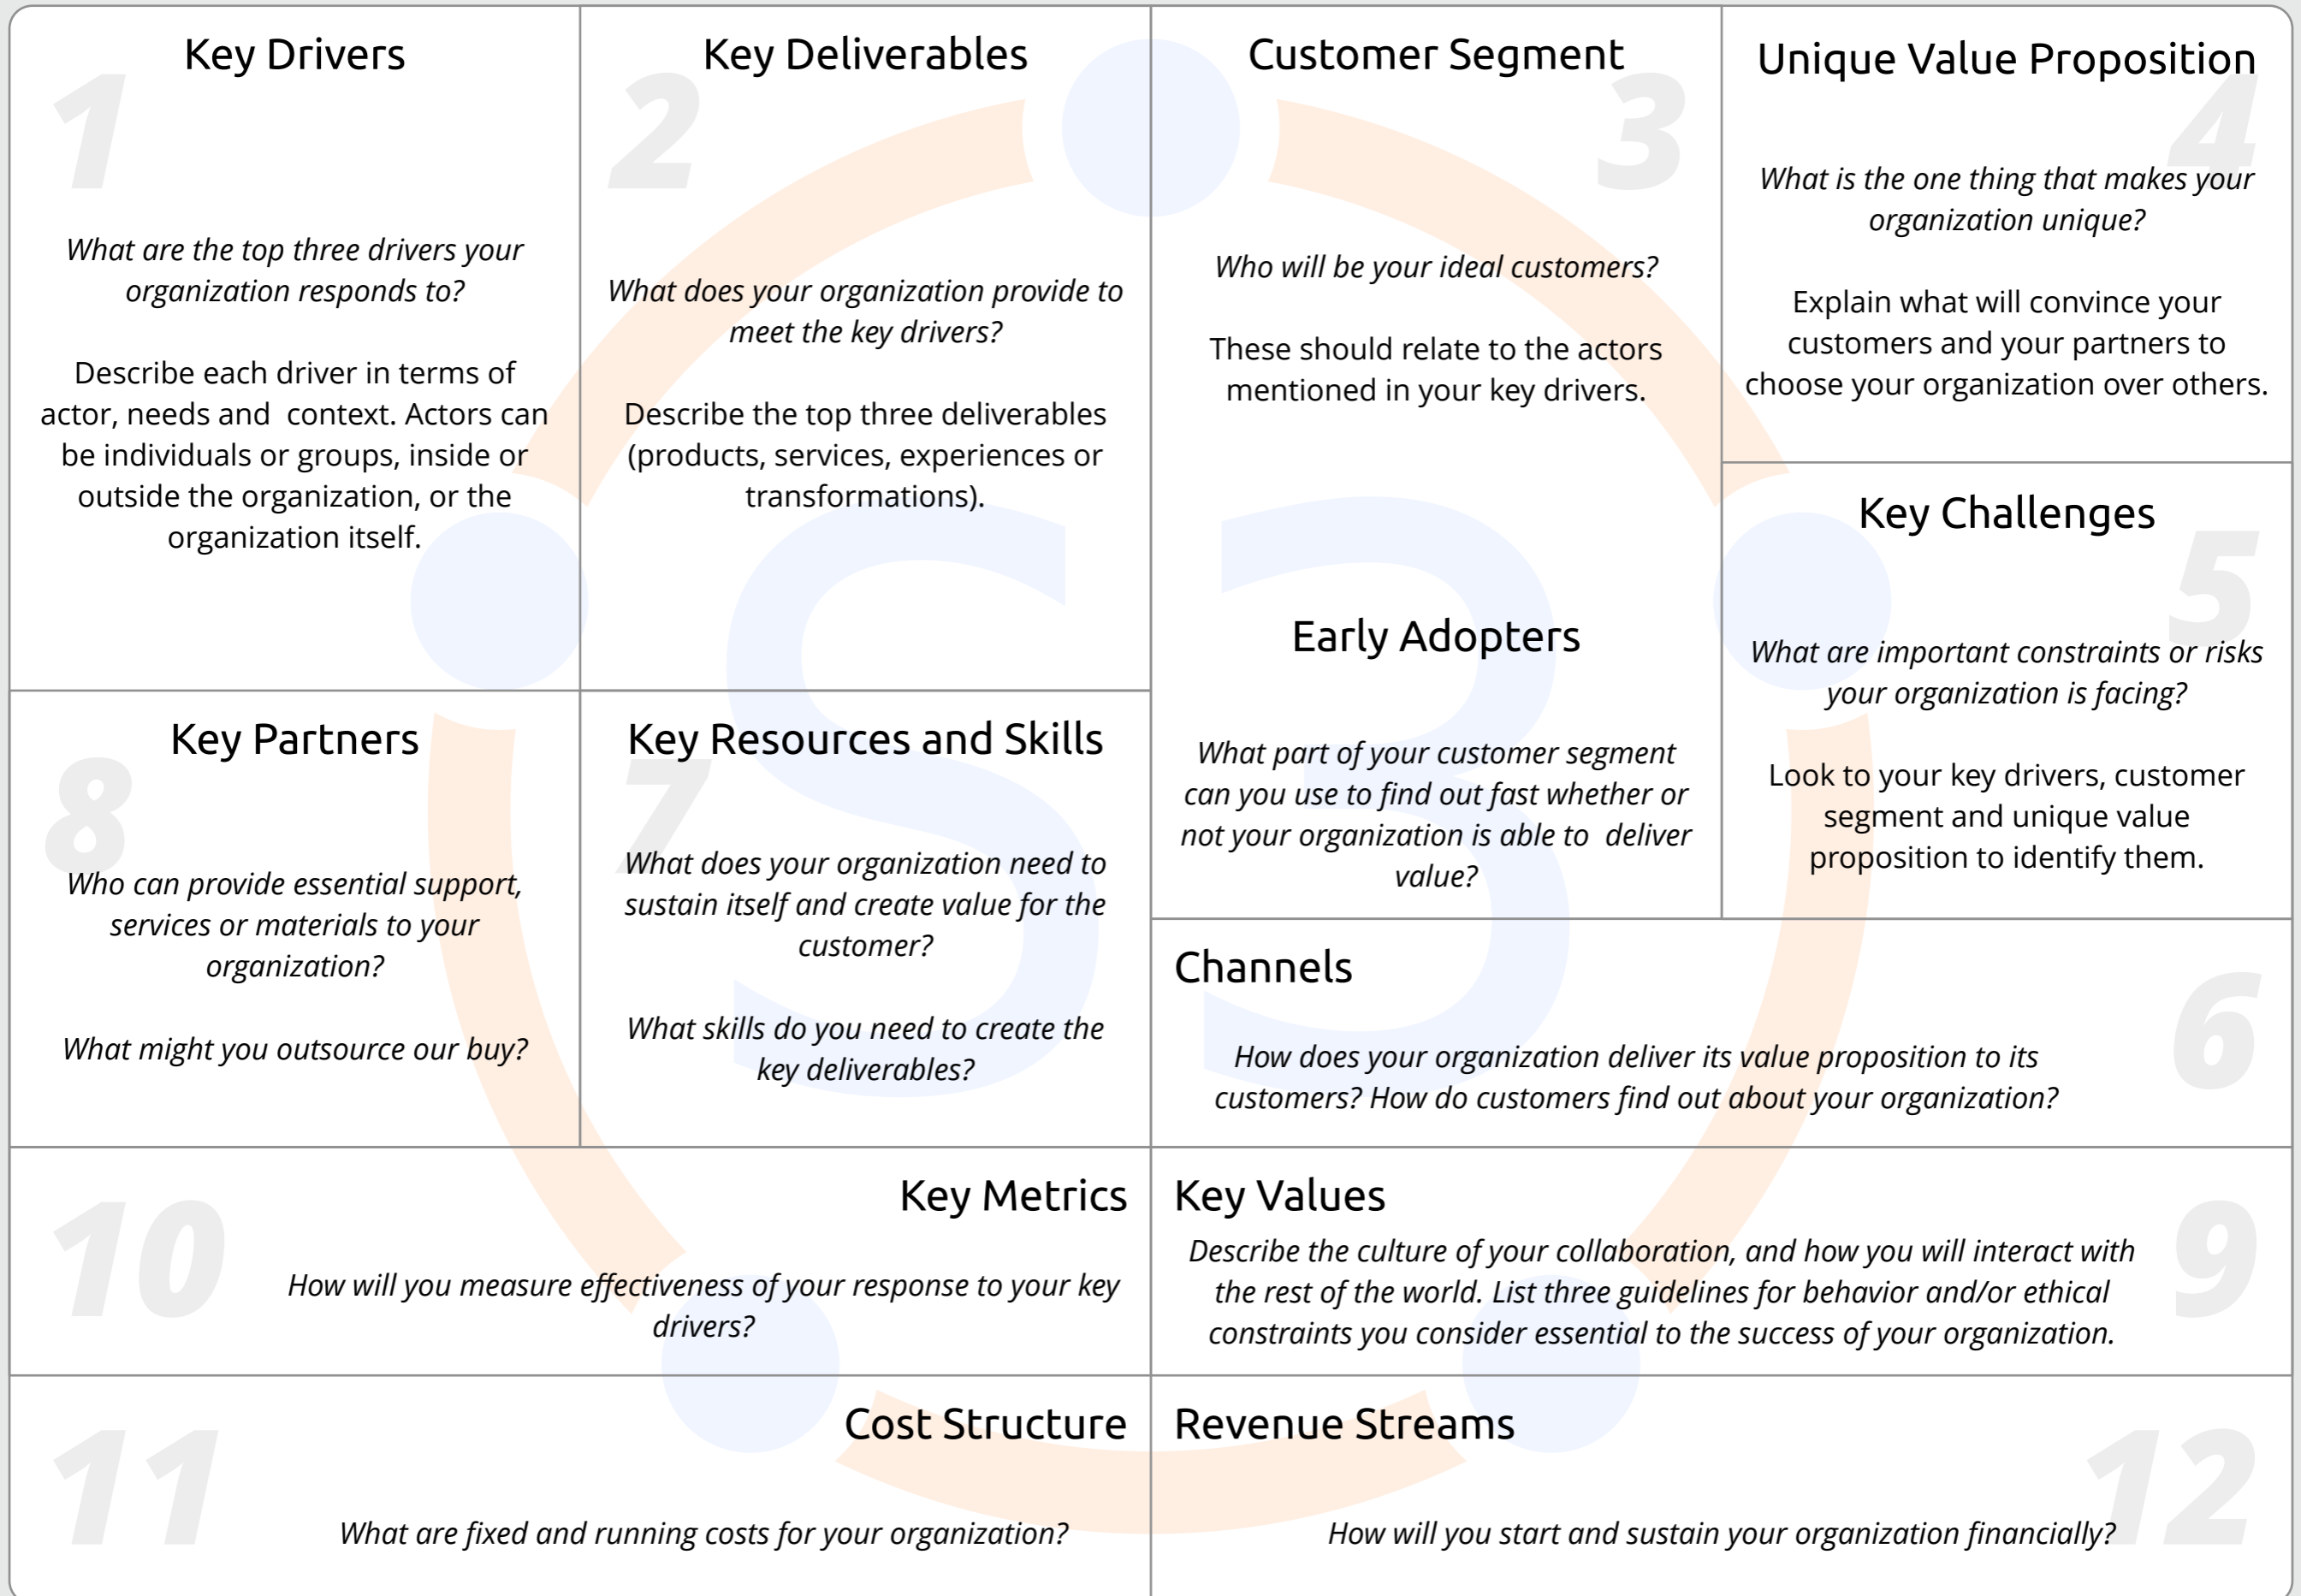 Key Drivers
1
What are the top three drivers your
organization responds to?
Describe each driver in terms of
actor, needs and  context. Actors can
be individuals or groups, inside or
outside the organization, or the
organization itself.
Key Deliverables
2
What does your organization provide to
meet the key drivers?
Describe the top three deliverables
(products, services, experiences or
transformations).
Customer Segment
3
Who will be your ideal customers?
These should relate to the actors
mentioned in your key drivers.
Early Adopters
What part of your customer segment
can you use to find out fast whether or
not your organization is able to  deliver
value?
Unique Value Proposition
4
What is the one thing that makes your
organization unique?
Explain what will convince your
customers and your partners to
choose your organization over others.
Key Challenges
5
What are important constraints or risks
your organization is facing?
Look to your key drivers, customer
segment and unique value
proposition to identify them.
Channels
6
How does your organization deliver its value proposition to its
customers? How do customers find out about your organization?
Key Resources and Skills
7
What does your organization need to
sustain itself and create value for the
customer?
What skills do you need to create the
key deliverables?
Key Partners
8
Who can provide essential support,
services or materials to your
organization?
What might you outsource our buy?
Key Values
9
Describe the culture of your collaboration, and how you will interact with
the rest of the world. List three guidelines for behavior and/or ethical
constraints you consider essential to the success of your organization.
Key Metrics
10
How will you measure effectiveness of your response to your key
drivers?
Cost Structure
11
What are fixed and running costs for your organization?
Revenue Streams
12
How will you start and sustain your organization financially?
S3